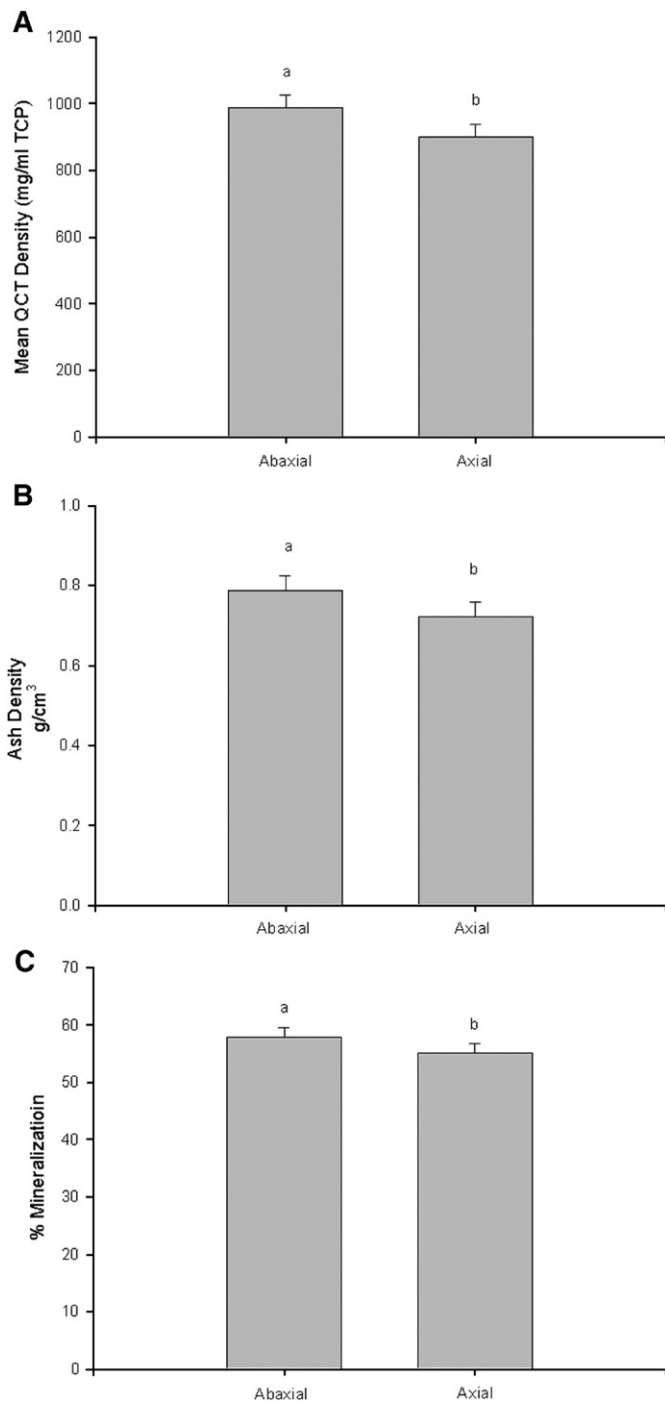 A
1200
1000
800
600
400
200
0
Mean QCT Density (mg/ml TCP)
a
b
Abaxial
Axial
B
1.0
0.8
0.6
0.4
0.2
0.0
Ash Density
g/cm³
a
b
Abaxial
Axial
C
70
60
50
40
30
20
10
0
% Mineralizatioin
a
b
Abaxial
Axial